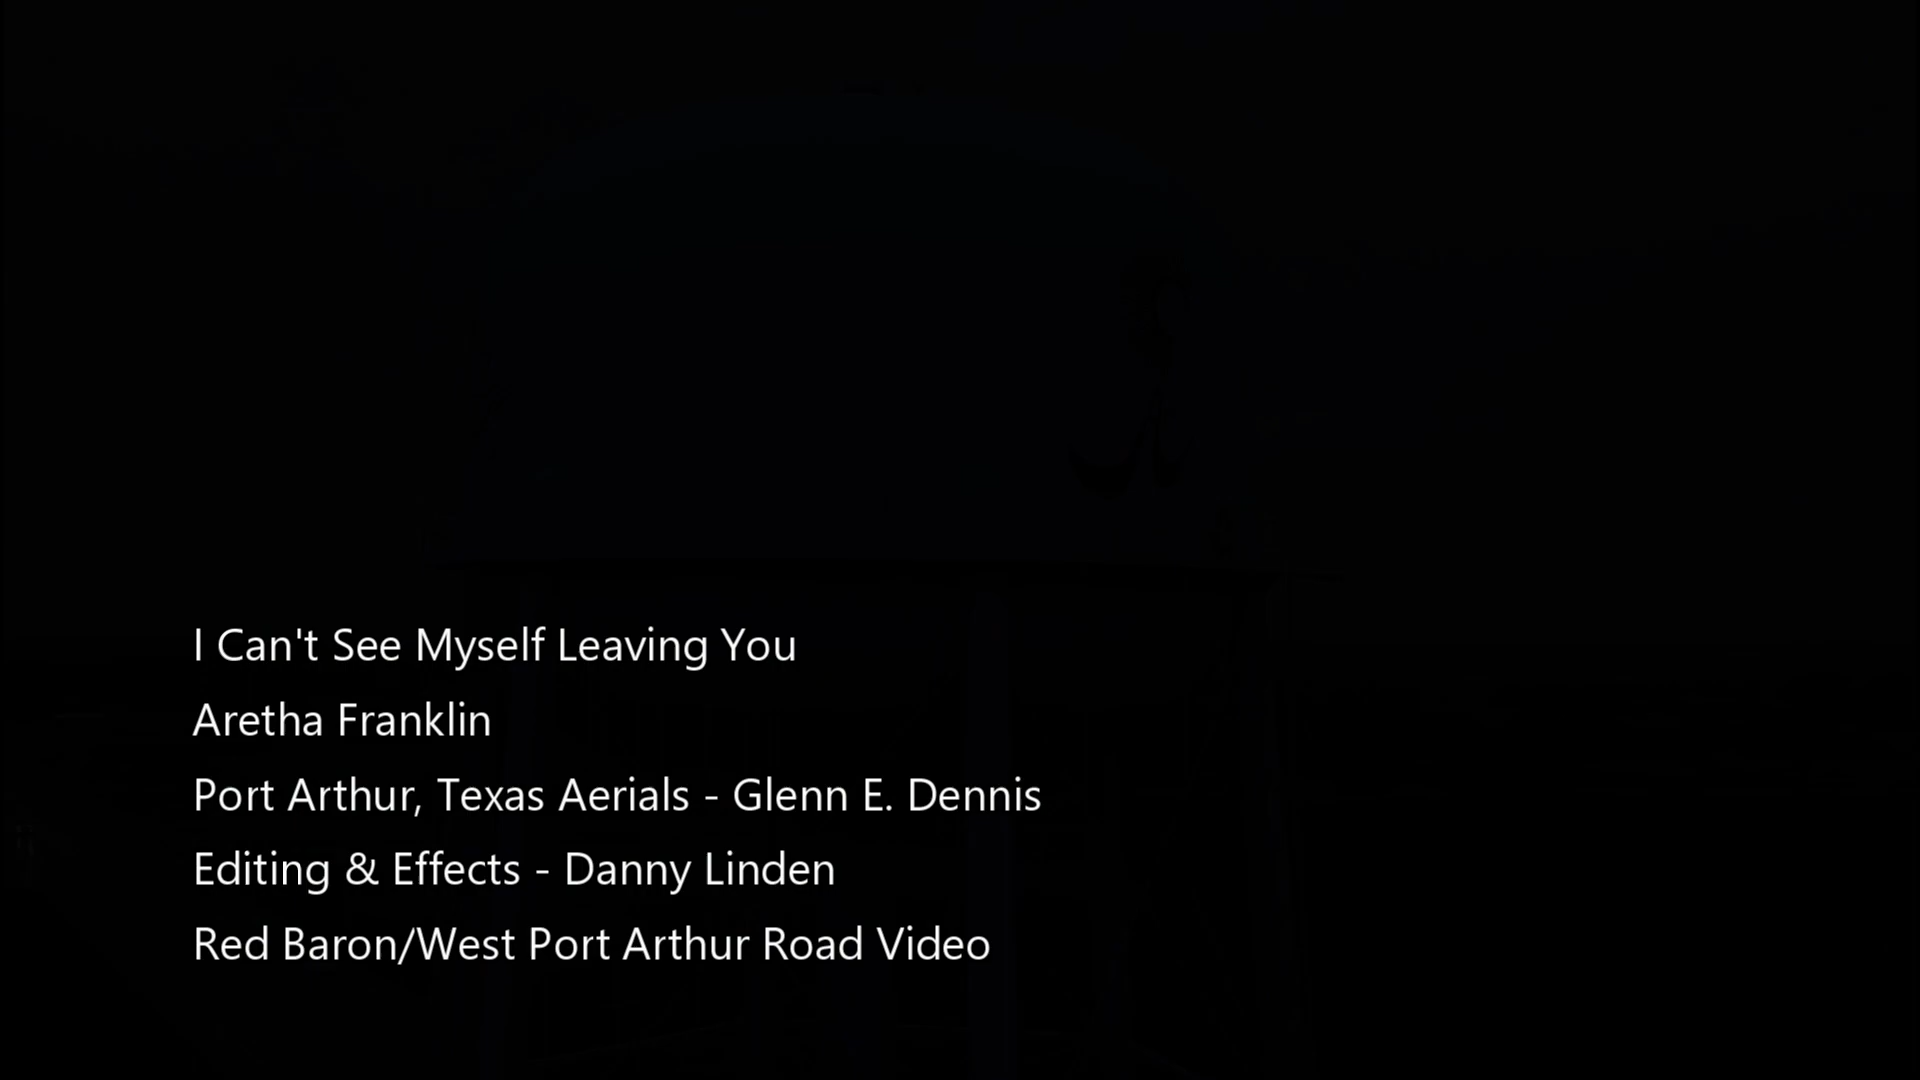 I Can't See Myself Leaving You
Aretha Franklin
Port Arthur, Texas Aerials - Glenn E. Dennis
Editing & Effects - Danny Linden
Red Baron/West Port Arthur Road Video